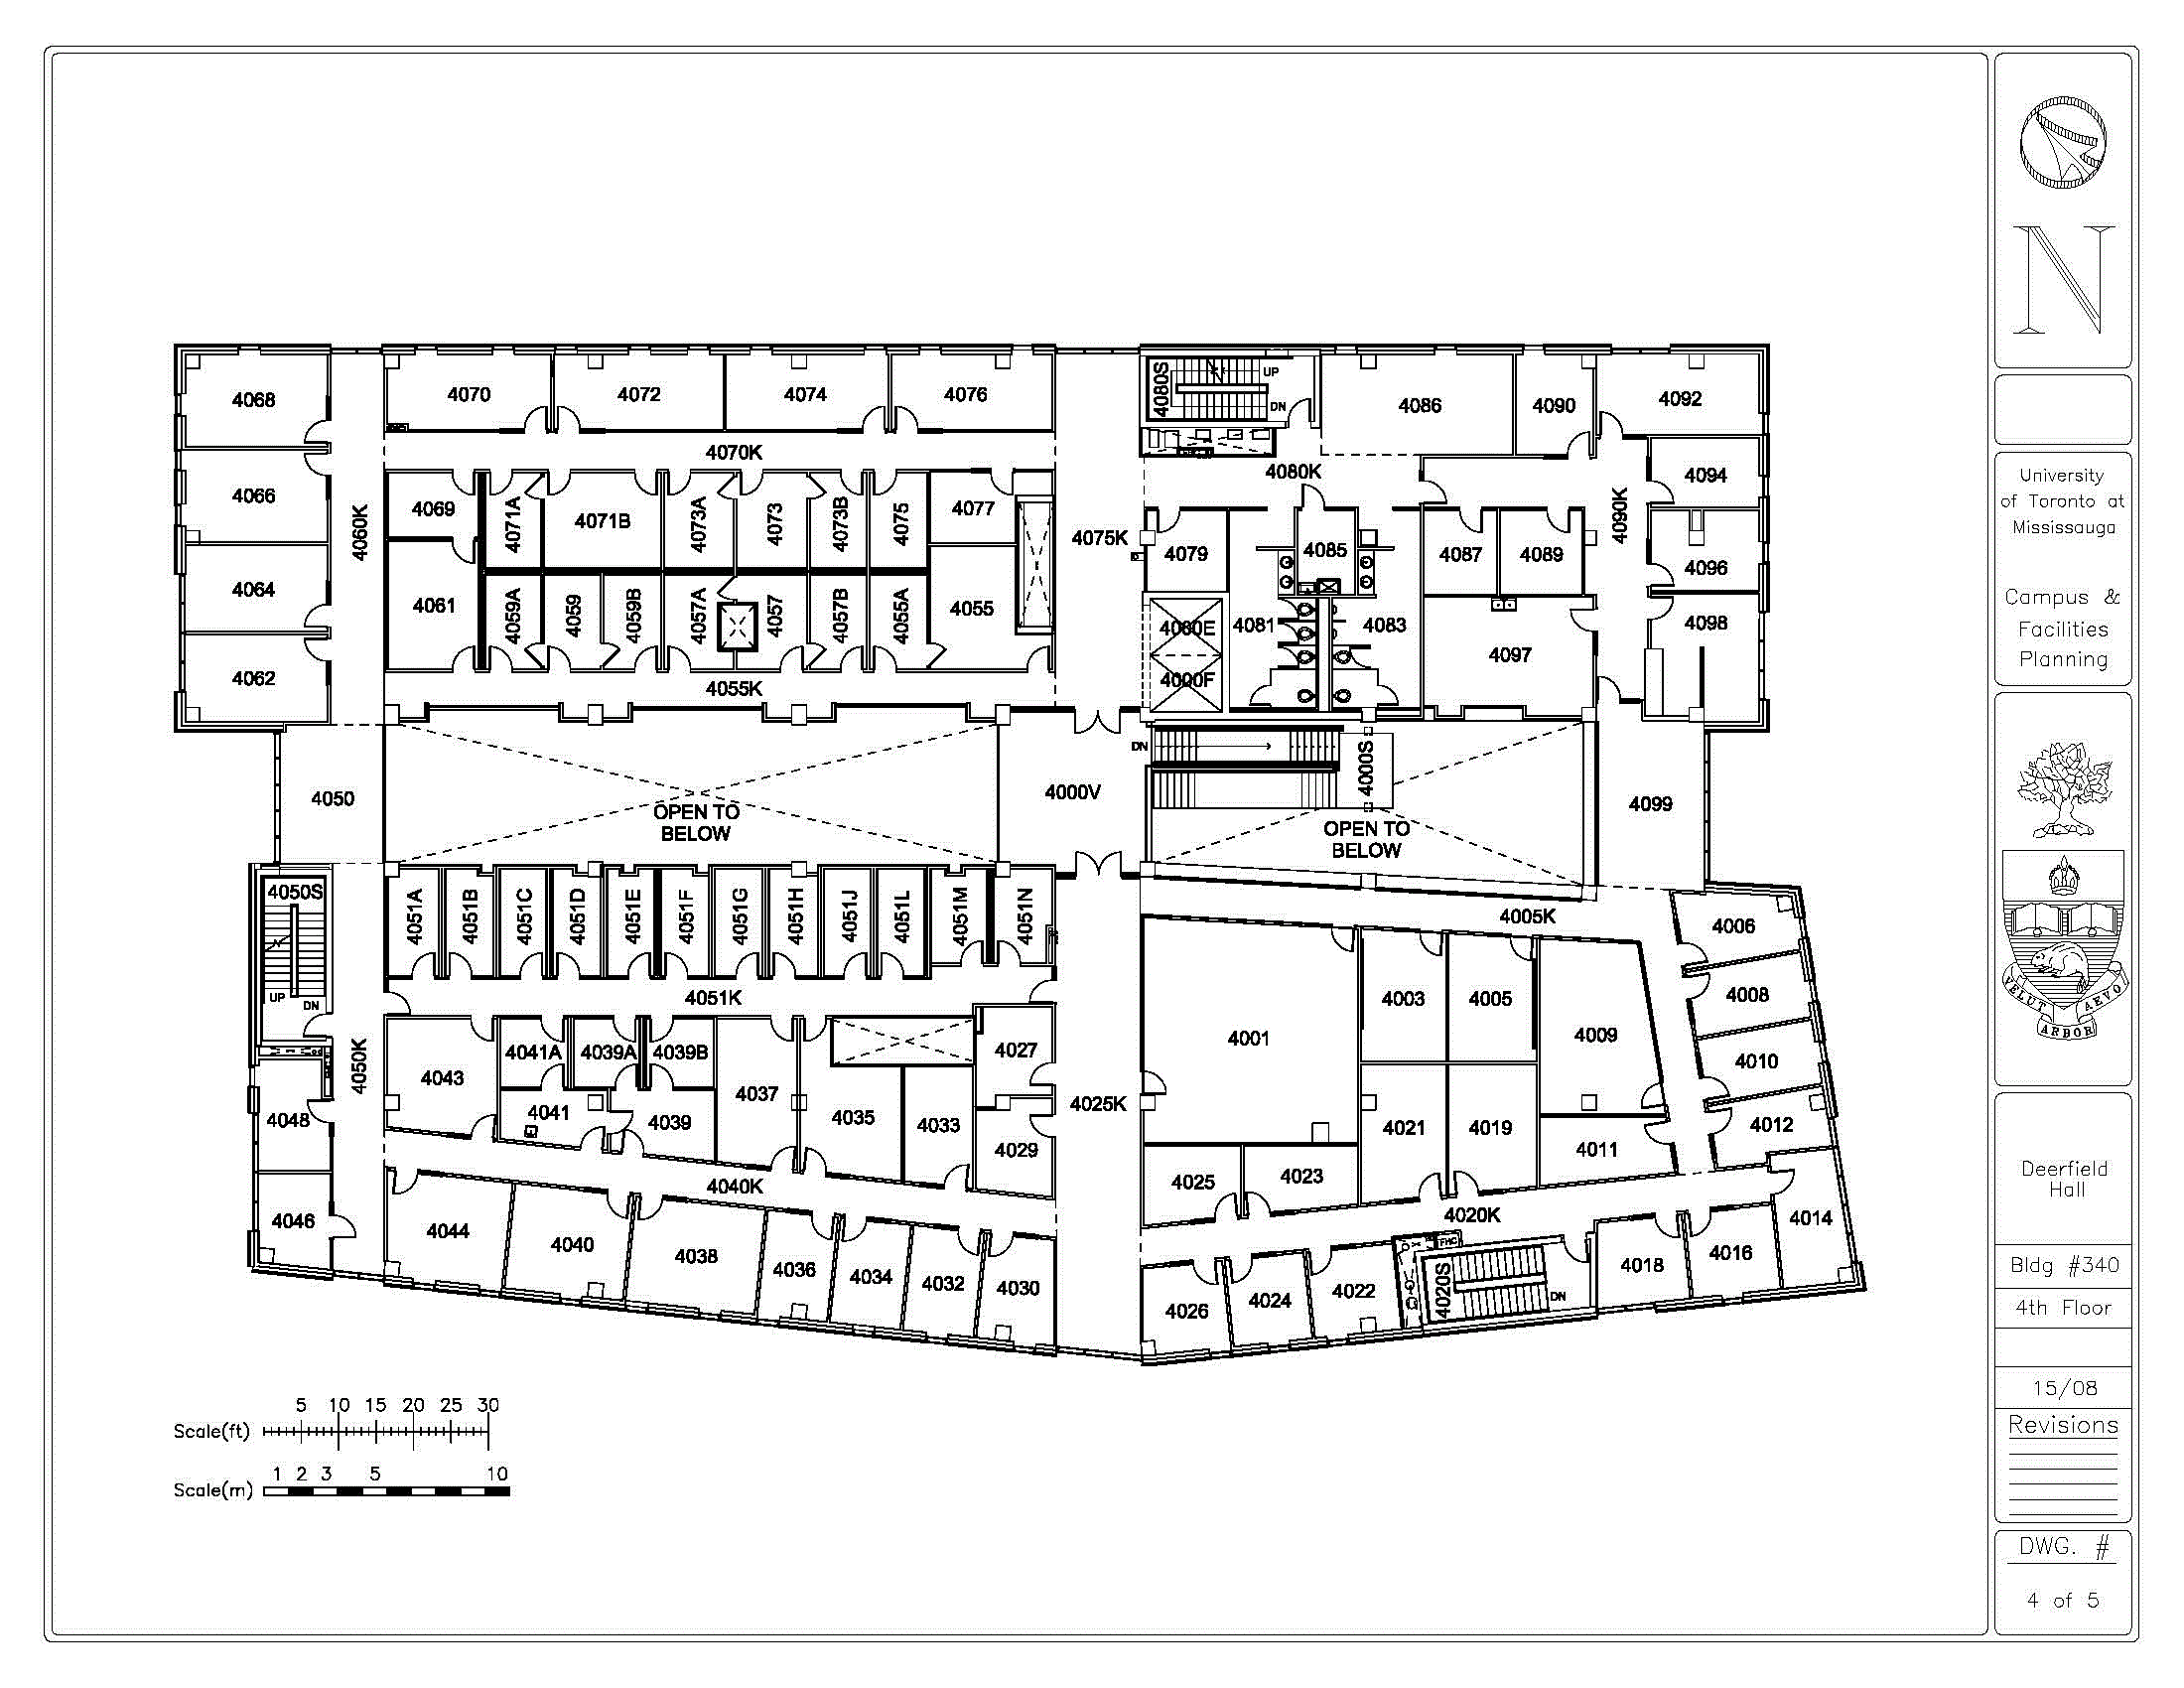 4068
4070
4072
4074
4076
4080S
UP
DN
4086
4090
4092
4070K
4080K
4094
4066
4060K
4069
4071A
4071B
4073A
4073
4073B
4075
4077
4075K
4079
4085
4087
4089
4090K
4096
4064
4061
4059A
4059
4059B
4057A
4057
4057B
4055A
4055
4000E
4081
4083
4098
4062
4055K
4000F
4097
4050
OPEN TO
BELOW
4000V
DN
4000S
OPEN TO
BELOW
4099
4050S
UP
DN
4051A
4051B
4051C
4051D
4051E
4051F
4051G
4051H
4051J
4051L
4051M
4051N
4005K
4006
4051K
4001
4003
4005
4009
4008
4050K
4043
4041A
4039A
4039B
4037
4027
4010
4048
4041
4039
4035
4033
4029
4025K
4021
4019
4011
4012
4046
4040K
4025
4023
4020K
4014
4044
4040
4038
4036
4034
4032
4030
4026
4024
4022
FHC
4020S
DN
4018
4016
5 10 15 20 25 30
Scale(ft)
1 2 3 5 10
Scale(m)
N
University
of Toronto at
Mississauga
Campus &
Facilities
Planning
VELUT ARBOR AEVO
Deerfield
Hall
Bldg #340
4th Floor
15/08
Revisions
DWG. #
4 of 5